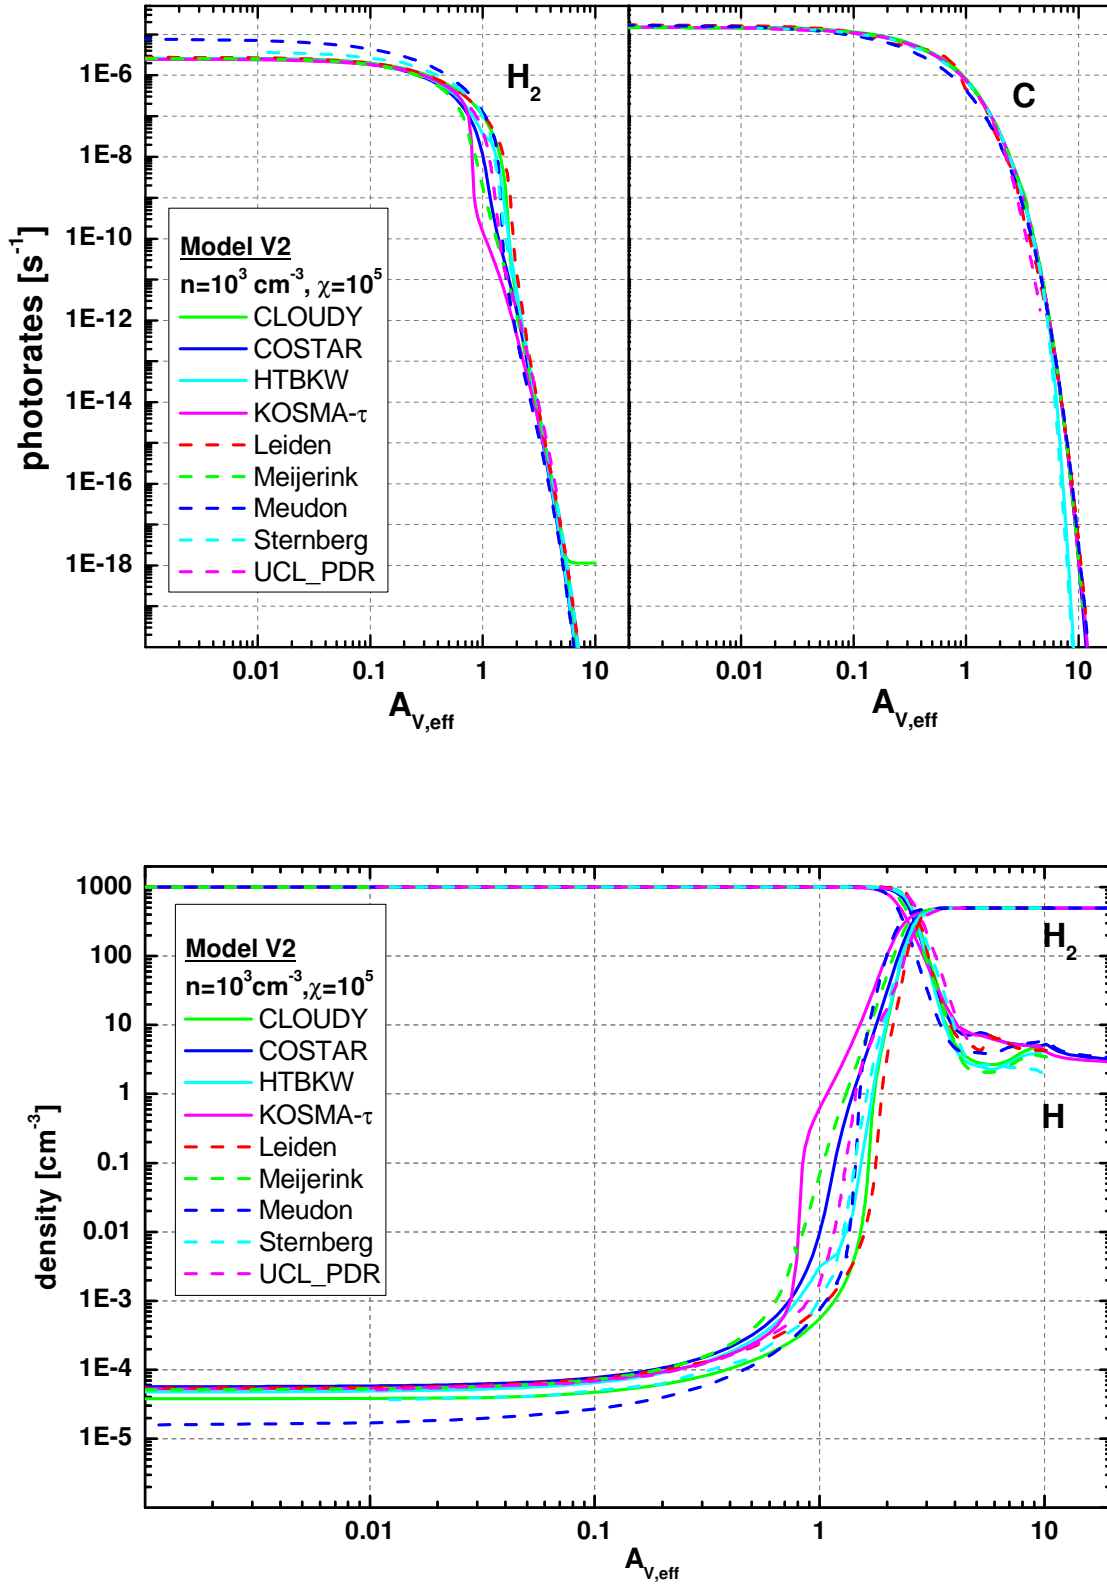 photorates [s⁻¹]
1E-6
1E-8
1E-10
1E-12
1E-14
1E-16
1E-18
H₂
C
Model V2
n=10³ cm⁻³, χ=10⁵
CLOUDY
COSTAR
HTBKW
KOSMA-τ
Leiden
Meijerink
Meudon
Sternberg
UCL_PDR
0.01 0.1 1 10
0.01 0.1 1 10
A_V,eff
A_V,eff
density [cm⁻³]
1000
100
10
1
0.1
0.01
1E-3
1E-4
1E-5
Model V2
n=10³cm⁻³,χ=10⁵
CLOUDY
COSTAR
HTBKW
KOSMA-τ
Leiden
Meijerink
Meudon
Sternberg
UCL_PDR
H₂
H
0.01 0.1 1 10
A_V,eff